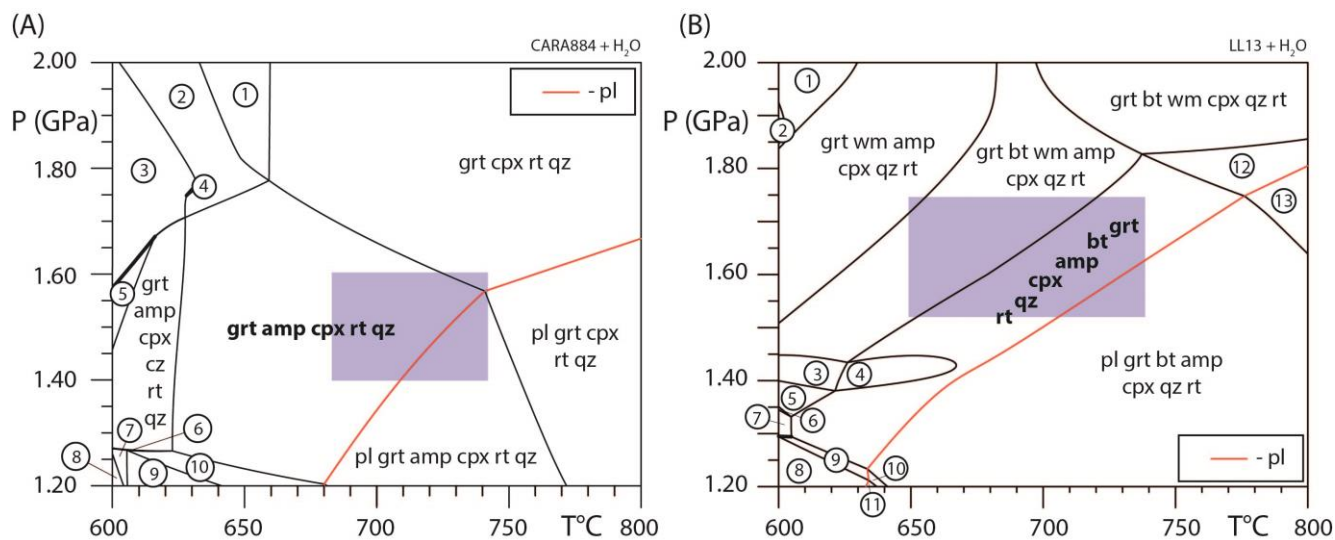 (A)
CARA884 + H₂O
2.00
P (GPa)
1.80
1.60
1.40
1.20
600
650
700
750
T°C
800
- pl
1
2
3
4
5
6
7
8
9
10
grt cpx rt qz
grt
amp
cpx
cz
rt
qz
grt amp cpx rt qz
pl grt cpx
rt qz
pl grt amp cpx rt qz
(B)
LL13 + H₂O
2.00
P (GPa)
1.80
1.60
1.40
1.20
600
650
700
750
T°C
800
1
2
3
4
5
6
7
8
9
10
11
12
13
grt bt wm cpx qz rt
grt wm amp
cpx qz rt
grt bt wm amp
cpx qz rt
grt
bt
amp
cpx
qz
rt
pl grt bt amp
cpx qz rt
- pl